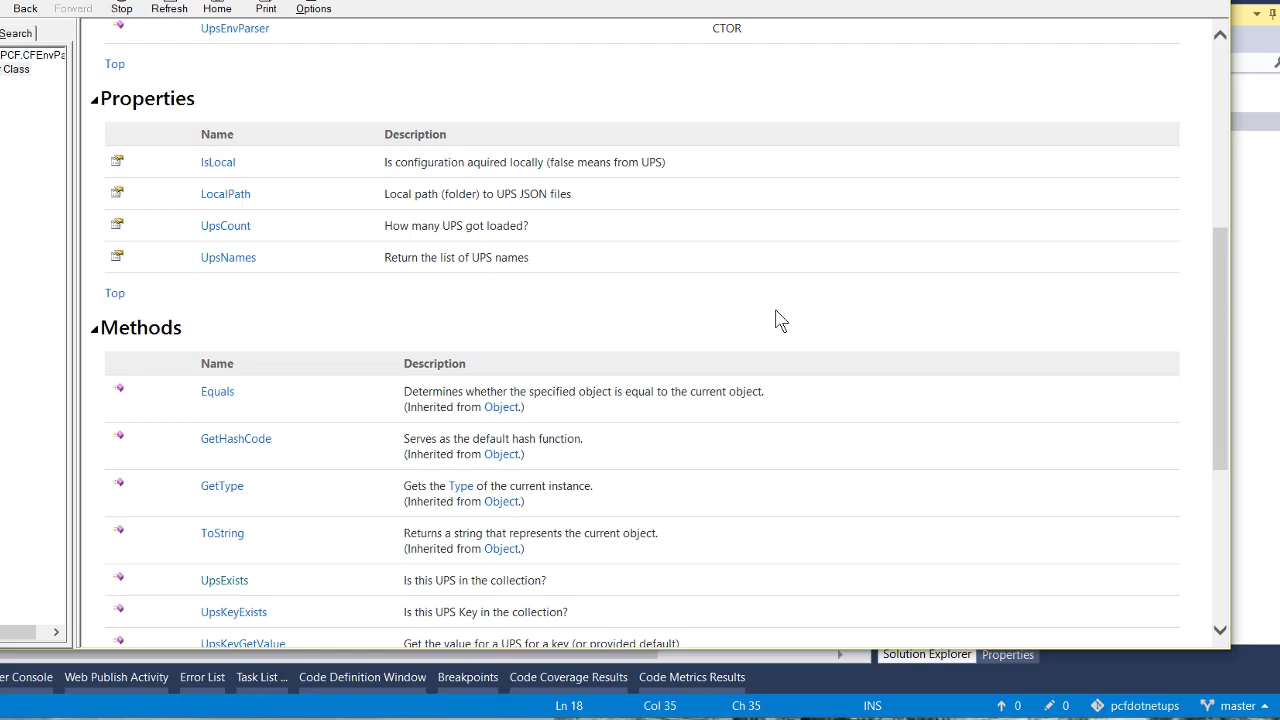 Back Forward Stop Refresh Home Print Options
Search
PCF.CFEnvPa
Class
UpsEnvParser CTOR
Top
Properties
Name Description
IsLocal Is configuration aquired locally (false means from UPS)
LocalPath Local path (folder) to UPS JSON files
UpsCount How many UPS got loaded?
UpsNames Return the list of UPS names
Top
Methods
Name Description
Equals Determines whether the specified object is equal to the current object.
(Inherited from Object.)
GetHashCode Serves as the default hash function.
(Inherited from Object.)
GetType Gets the Type of the current instance.
(Inherited from Object.)
ToString Returns a string that represents the current object.
(Inherited from Object.)
UpsExists Is this UPS in the collection?
UpsKeyExists Is this UPS Key in the collection?
UpsKeyGetValue Get the value for a UPS for a key (or provided default)
Solution Explorer Properties
er Console Web Publish Activity Error List Task List ... Code Definition Window Breakpoints Code Coverage Results Code Metrics Results
Ln 18 Col 35 Ch 35 INS 0 0 pcfdotnetups master